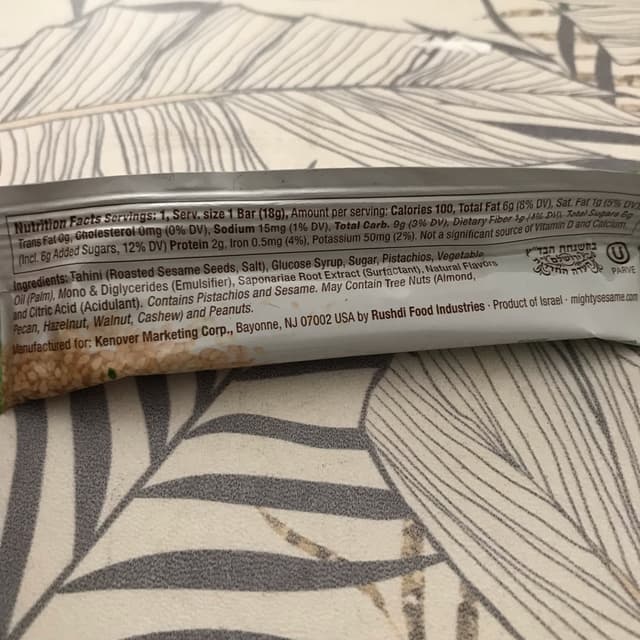 Nutrition Facts Servings: 1, Serv. size 1 Bar (18g), Amount per serving: Calories 100, Total Fat 6g (8% DV), Sat. Fat 1g (5% DV),
Trans Fat 0g, Cholesterol 0mg (0% DV), Sodium 15mg (1% DV), Total Carb. 9g (3% DV), Dietary Fiber 1g (4% DV), Total Sugars 6g
(Incl. 6g Added Sugars, 12% DV) Protein 2g, Iron 0.5mg (4%), Potassium 50mg (2%). Not a significant source of Vitamin D and Calcium.
Ingredients: Tahini (Roasted Sesame Seeds, Salt), Glucose Syrup, Sugar, Pistachios, Vegetable
Oil (Palm), Mono & Diglycerides (Emulsifier), Saponariae Root Extract (Surfactant), Natural Flavors
and Citric Acid (Acidulant). Contains Pistachios and Sesame. May Contain Tree Nuts (Almond,
Pecan, Hazelnut, Walnut, Cashew) and Peanuts.
Manufactured for: Kenover Marketing Corp., Bayonne, NJ 07002 USA by Rushdi Food Industries · Product of Israel · mightysesame.com
בהשגחת הבד"ץ
U
PARVE